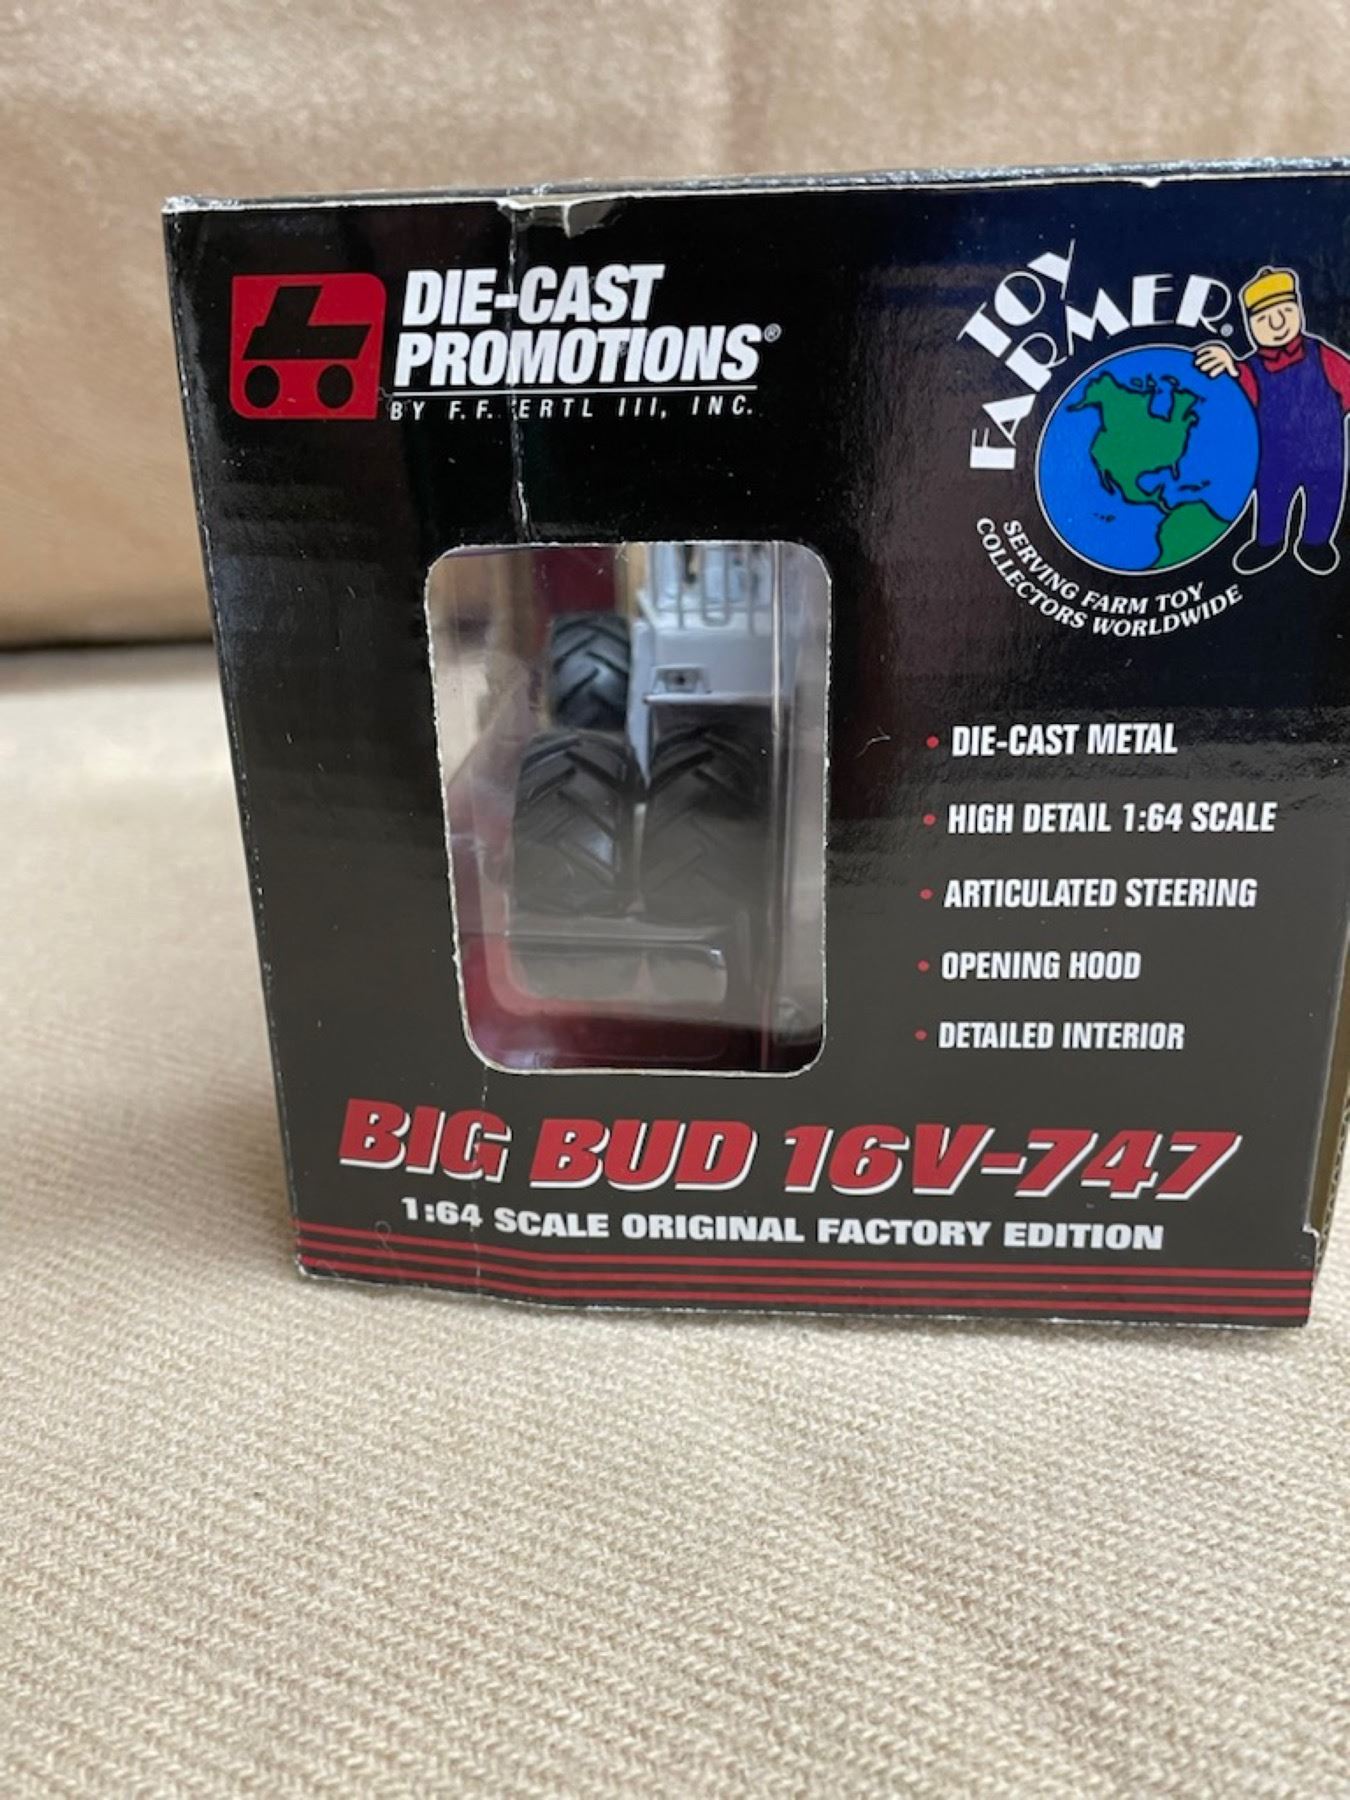 DIE-CAST
PROMOTIONS®
BY F.F. ERTL III, INC.
TOY
FARMER®
SERVING FARM TOY
COLLECTORS WORLDWIDE
• DIE-CAST METAL
• HIGH DETAIL 1:64 SCALE
• ARTICULATED STEERING
• OPENING HOOD
• DETAILED INTERIOR
BIG BUD 16V-747
1:64 SCALE ORIGINAL FACTORY EDITION